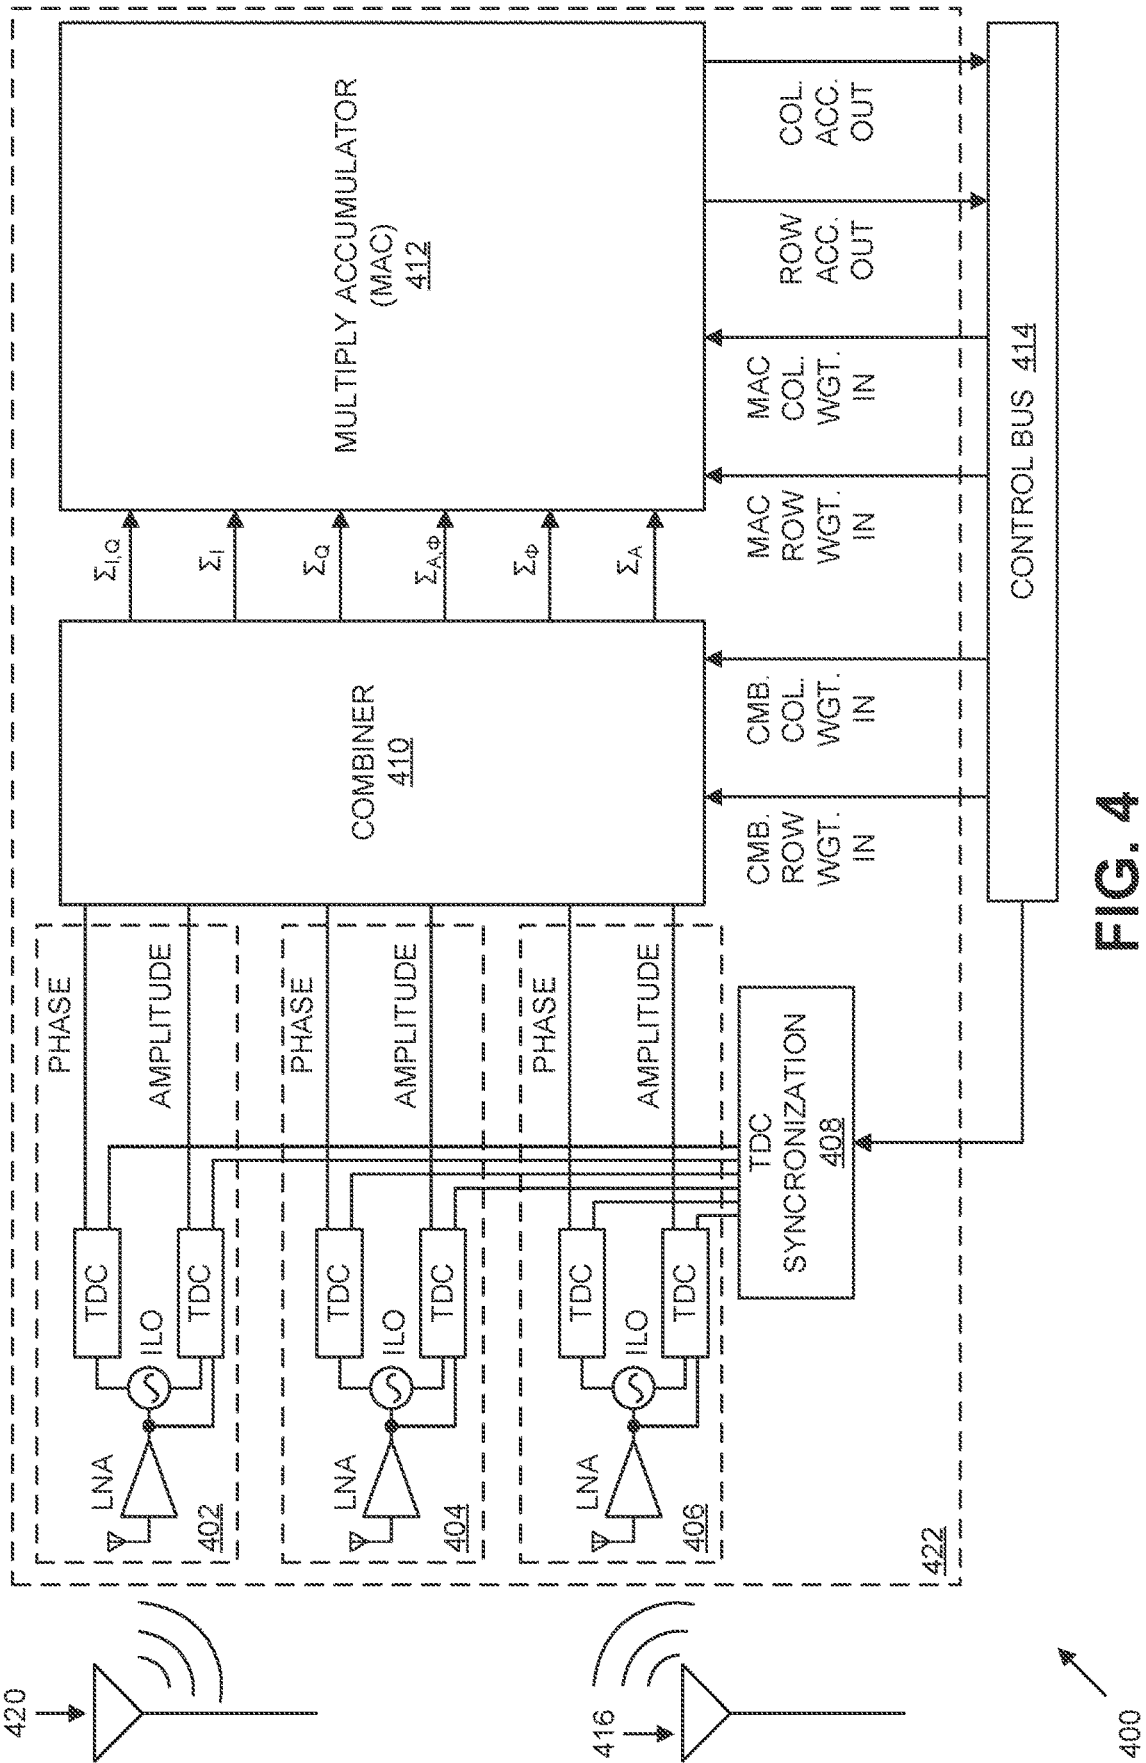 420
416
400
PHASE
AMPLITUDE
TDC
TDC
ILO
LNA
402
PHASE
AMPLITUDE
TDC
TDC
ILO
LNA
404
PHASE
AMPLITUDE
TDC
TDC
ILO
LNA
406
TDC
SYNCRONIZATION
408
COMBINER
410
Σ_I,Q
Σ_I
Σ_Q
Σ_A,Φ
Σ_Φ
Σ_A
MULTIPLY ACCUMULATOR
(MAC)
412
CMB.
ROW
WGT.
IN
CMB.
COL.
WGT.
IN
MAC
ROW
WGT.
IN
MAC
COL.
WGT.
IN
ROW
ACC.
OUT
COL.
ACC.
OUT
422
CONTROL BUS 414
FIG. 4